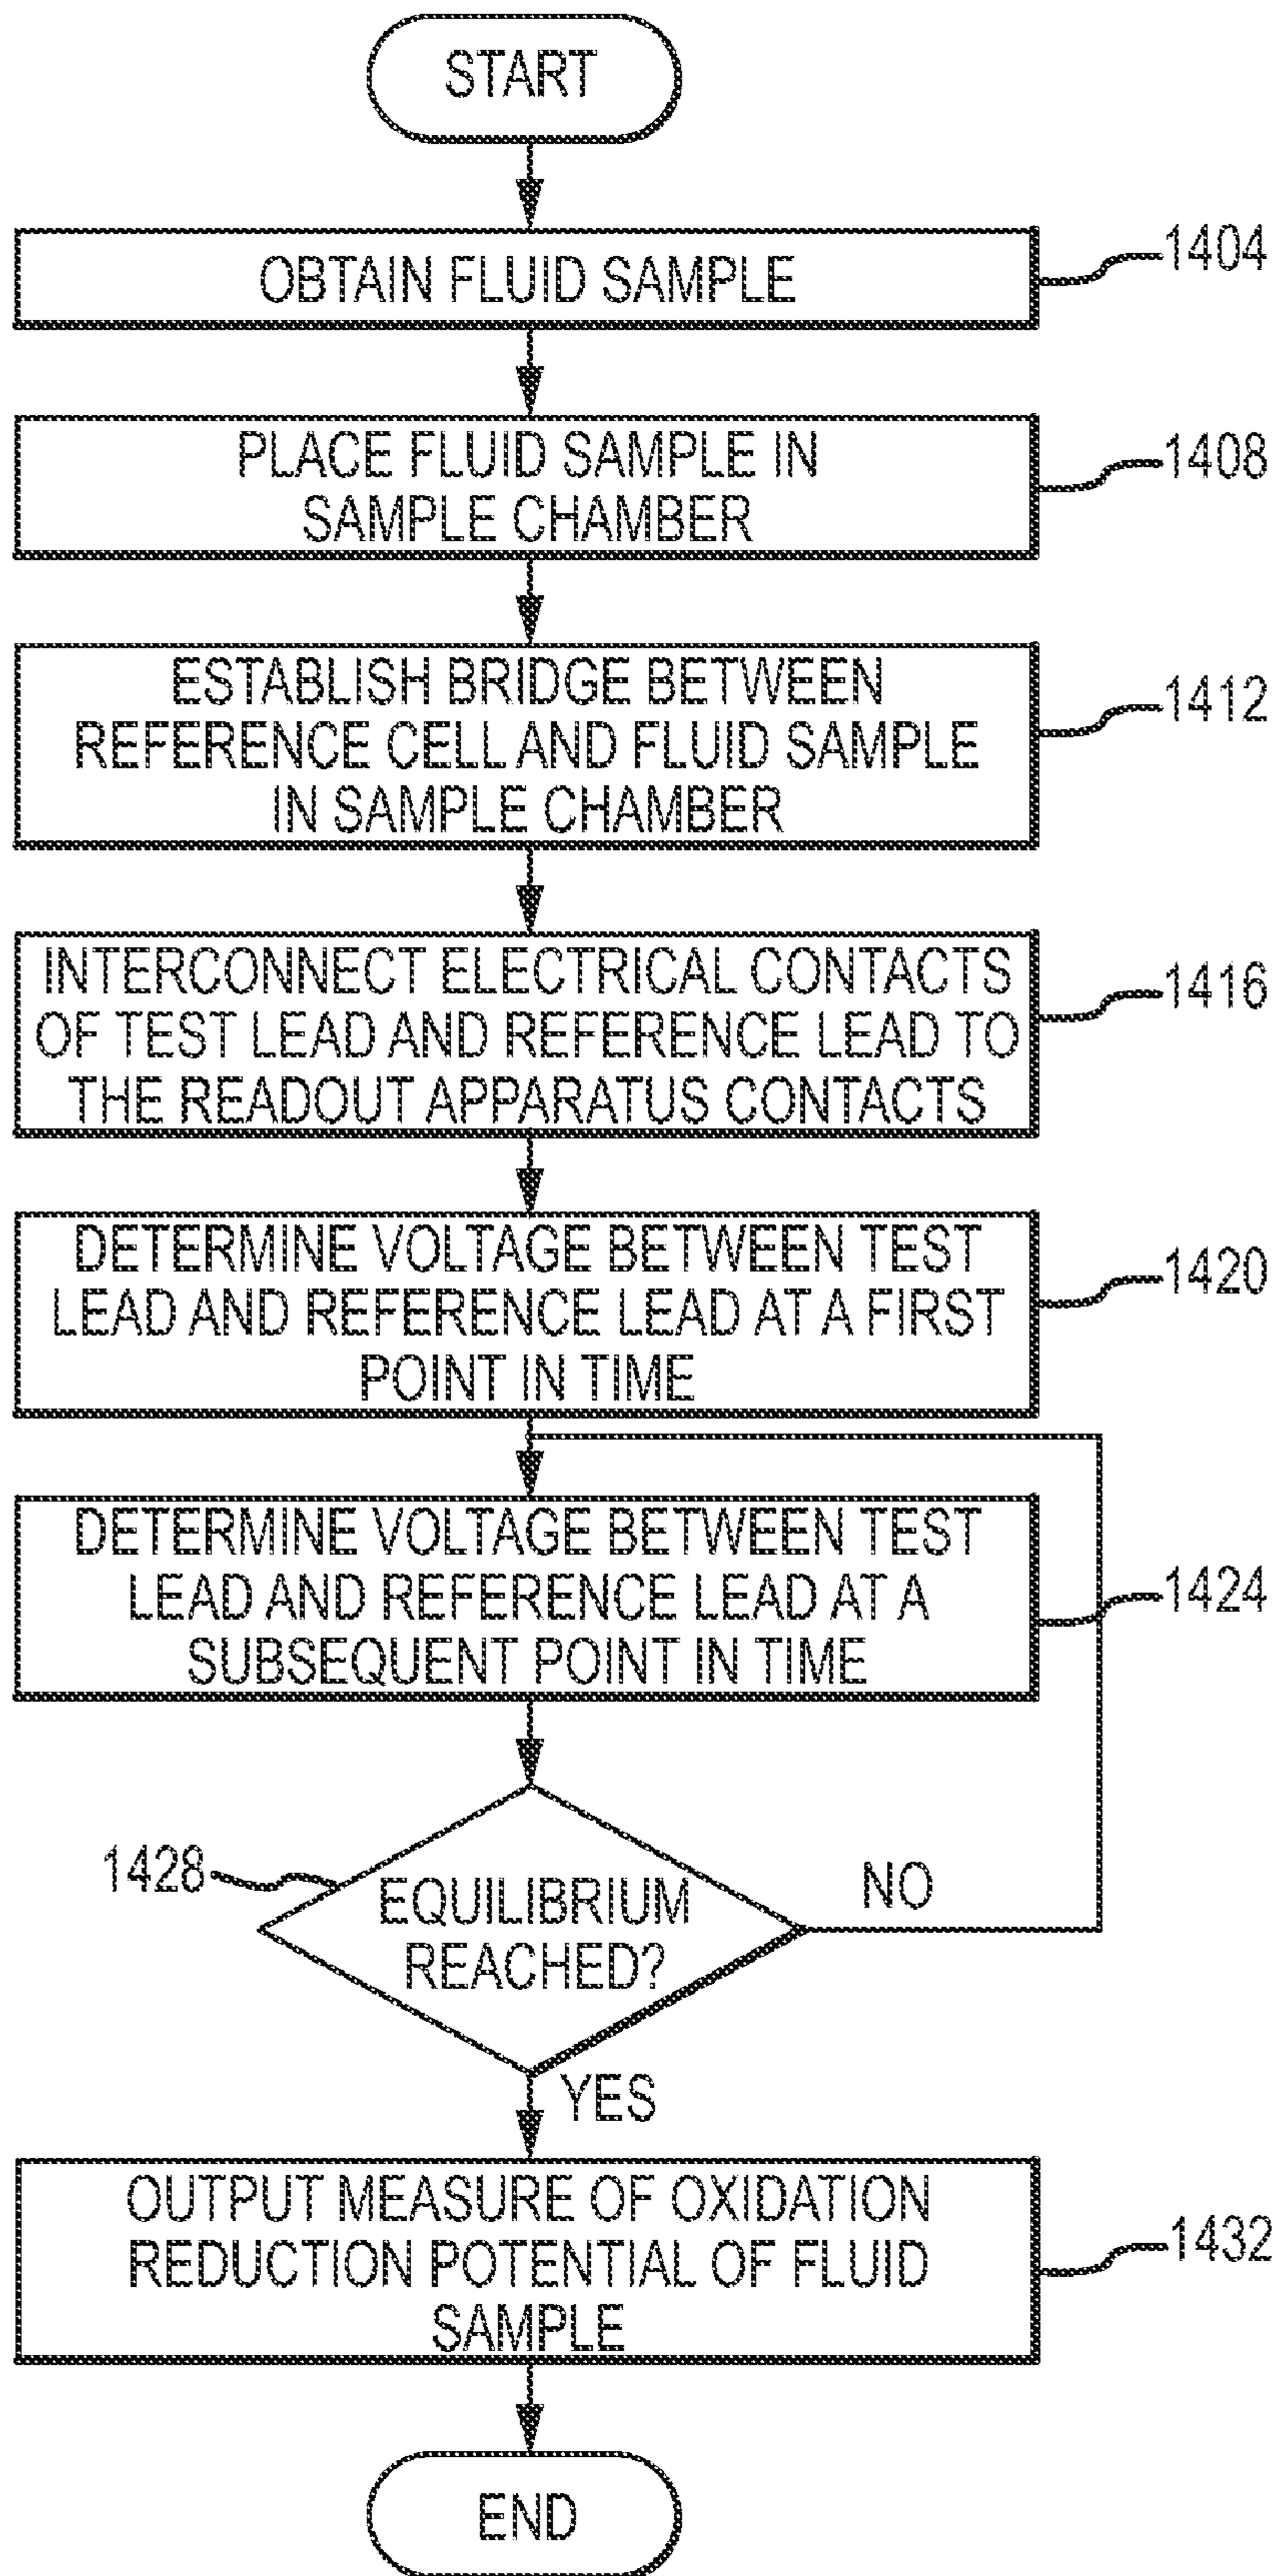 START
OBTAIN FLUID SAMPLE
1404
PLACE FLUID SAMPLE IN
SAMPLE CHAMBER
1408
ESTABLISH BRIDGE BETWEEN
REFERENCE CELL AND FLUID SAMPLE
IN SAMPLE CHAMBER
1412
INTERCONNECT ELECTRICAL CONTACTS
OF TEST LEAD AND REFERENCE LEAD TO
THE READOUT APPARATUS CONTACTS
1416
DETERMINE VOLTAGE BETWEEN TEST
LEAD AND REFERENCE LEAD AT A FIRST
POINT IN TIME
1420
DETERMINE VOLTAGE BETWEEN TEST
LEAD AND REFERENCE LEAD AT A
SUBSEQUENT POINT IN TIME
1424
1428
EQUILIBRIUM
REACHED?
NO
YES
OUTPUT MEASURE OF OXIDATION
REDUCTION POTENTIAL OF FLUID
SAMPLE
1432
END